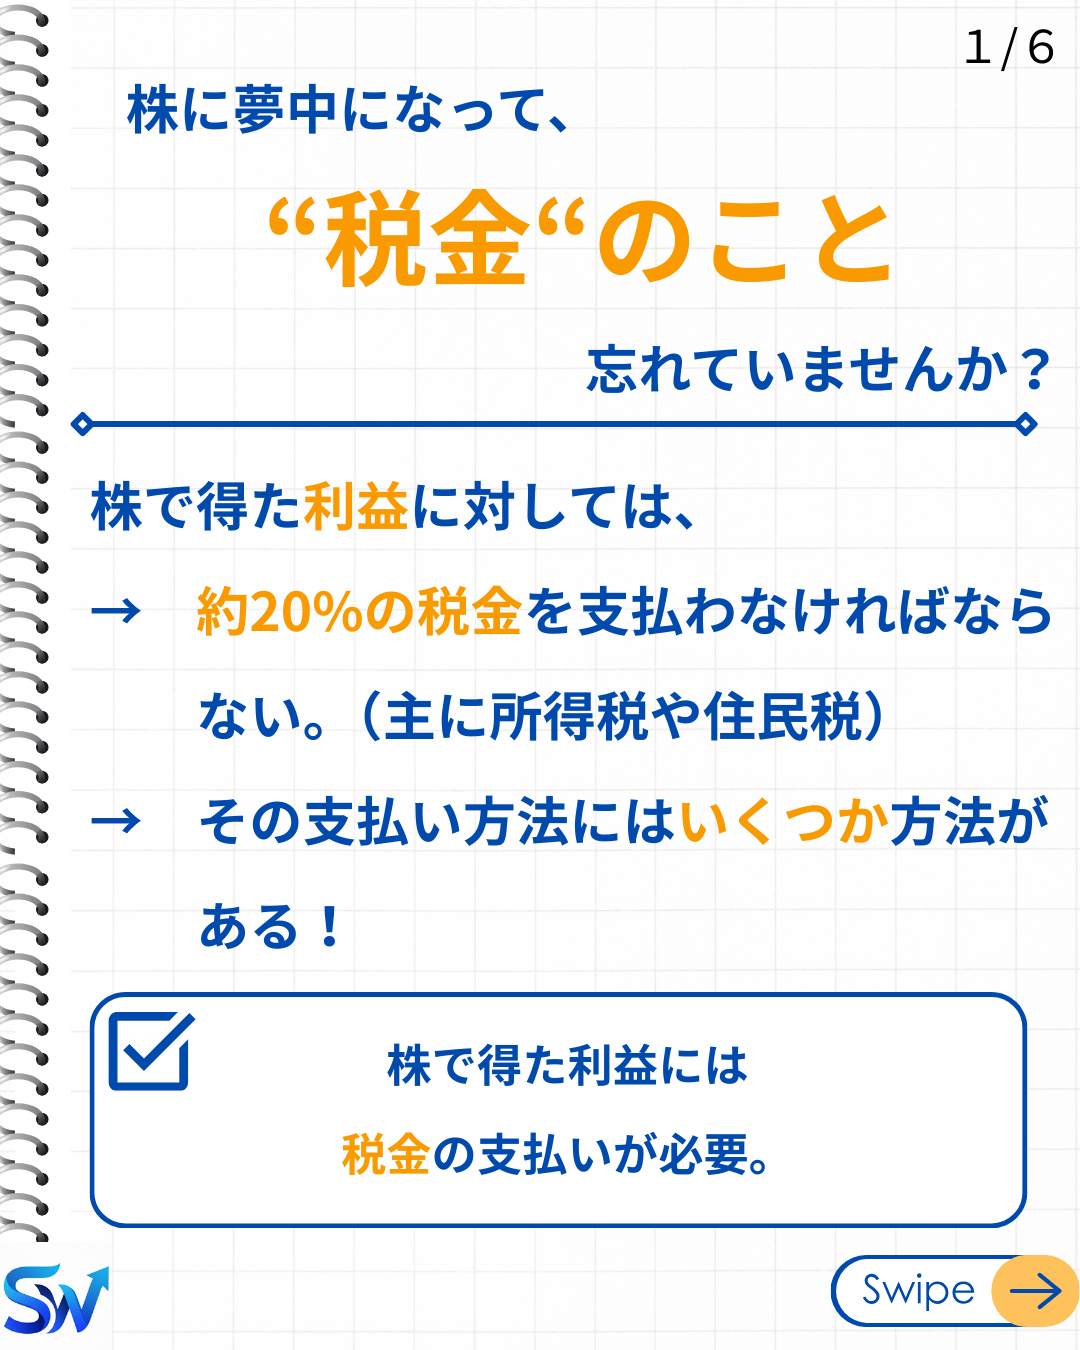 1/6
株に夢中になって、
“税金“のこと
忘れていませんか？
株で得た利益に対しては、
→ 約20%の税金を支払わなければなら
ない。（主に所得税や住民税）
→ その支払い方法にはいくつか方法が
ある！
株で得た利益には
税金の支払いが必要。
SW
Swipe